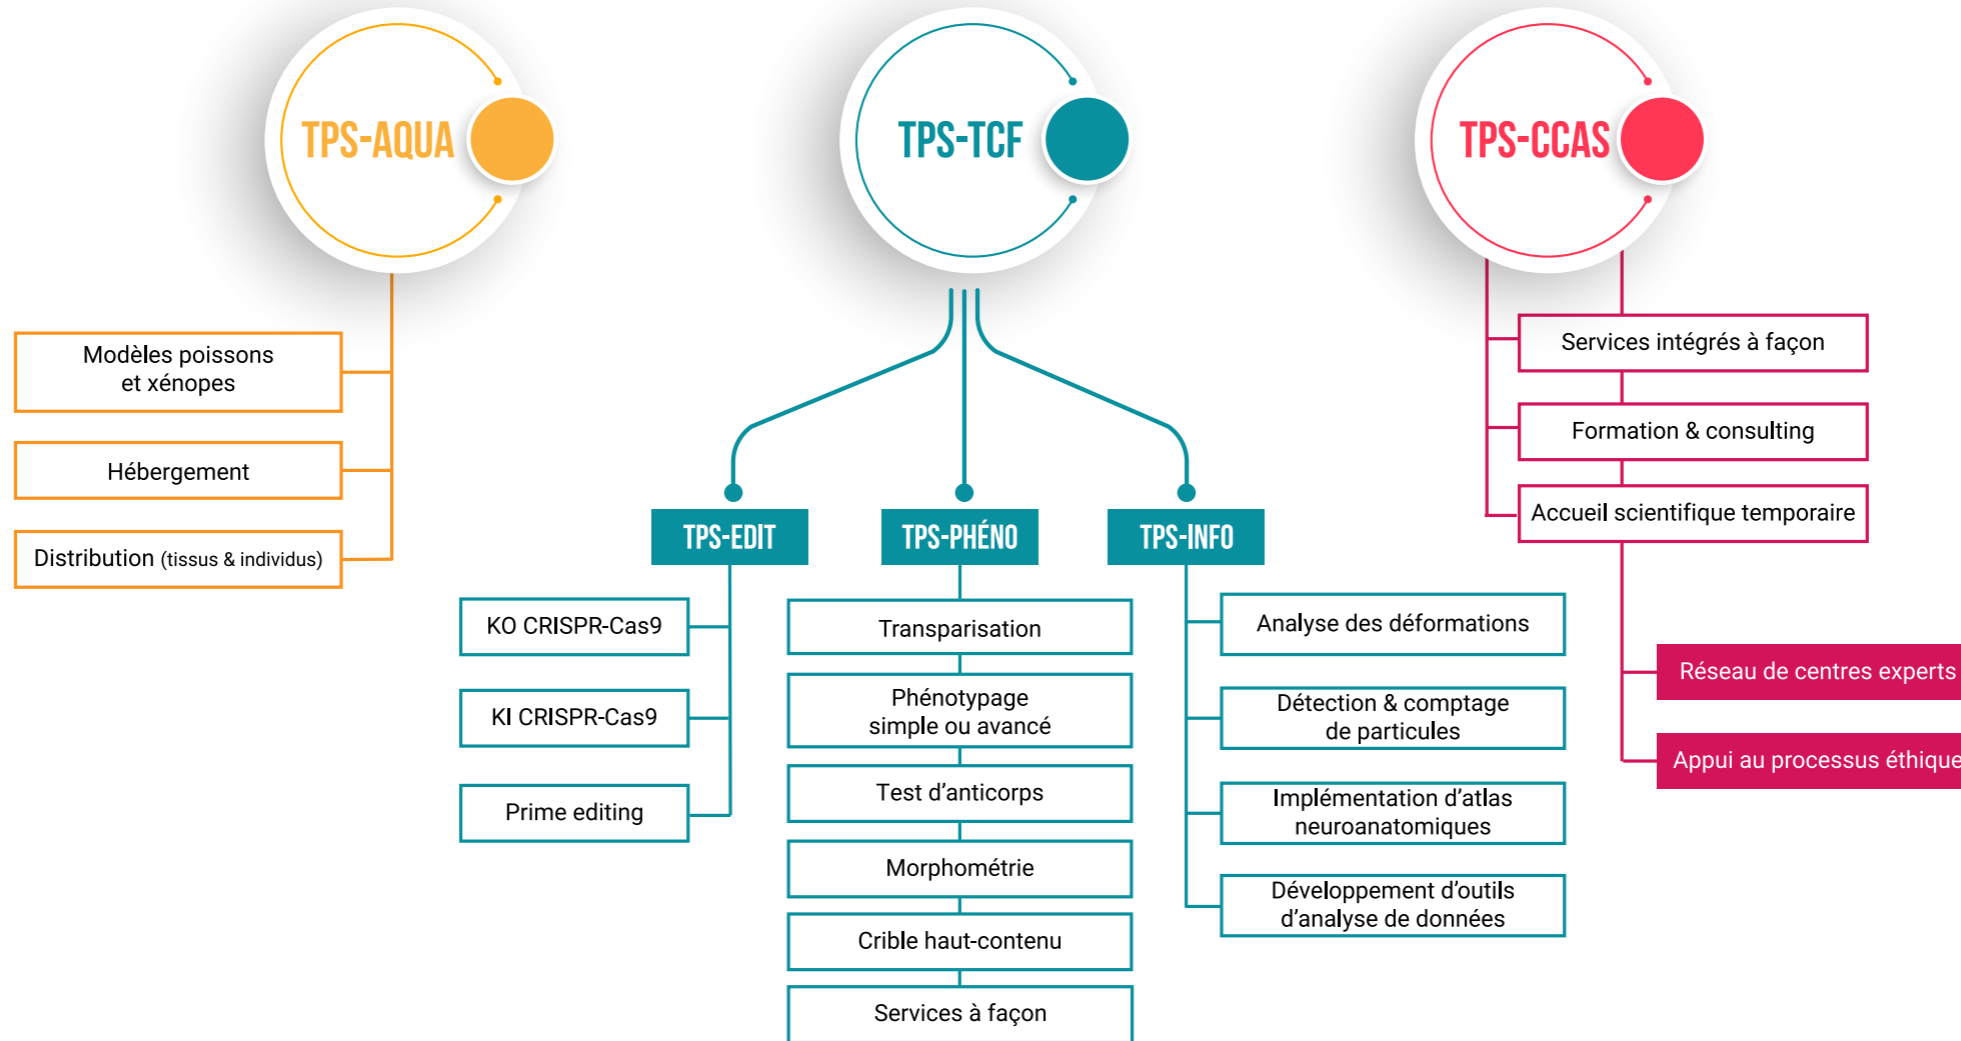 TPS-AQUA
Modèles poissons
et xénopes
Hébergement
Distribution (tissus & individus)
TPS-TCF
TPS-EDIT
KO CRISPR-Cas9
KI CRISPR-Cas9
Prime editing
TPS-PHÉNO
Transparisation
Phénotypage
simple ou avancé
Test d’anticorps
Morphométrie
Crible haut-contenu
Services à façon
TPS-INFO
Analyse des déformations
Détection & comptage
de particules
Implémentation d’atlas
neuroanatomiques
Développement d’outils
d’analyse de données
TPS-CCAS
Services intégrés à façon
Formation & consulting
Accueil scientifique temporaire
Réseau de centres experts
Appui au processus éthique